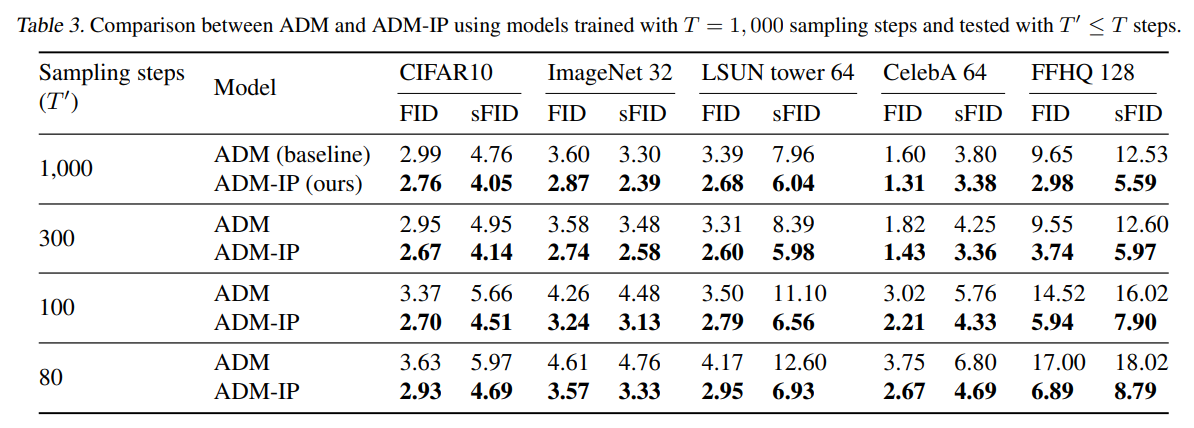 Table 3. Comparison between ADM and ADM-IP using models trained with T = 1, 000 sampling steps and tested with T′ ≤ T steps.
Sampling steps (T′) Model CIFAR10 ImageNet 32 LSUN tower 64 CelebA 64 FFHQ 128
FID sFID FID sFID FID sFID FID sFID FID sFID
1,000 ADM (baseline) 2.99 4.76 3.60 3.30 3.39 7.96 1.60 3.80 9.65 12.53
ADM-IP (ours) 2.76 4.05 2.87 2.39 2.68 6.04 1.31 3.38 2.98 5.59
300 ADM 2.95 4.95 3.58 3.48 3.31 8.39 1.82 4.25 9.55 12.60
ADM-IP 2.67 4.14 2.74 2.58 2.60 5.98 1.43 3.36 3.74 5.97
100 ADM 3.37 5.66 4.26 4.48 3.50 11.10 3.02 5.76 14.52 16.02
ADM-IP 2.70 4.51 3.24 3.13 2.79 6.56 2.21 4.33 5.94 7.90
80 ADM 3.63 5.97 4.61 4.76 4.17 12.60 3.75 6.80 17.00 18.02
ADM-IP 2.93 4.69 3.57 3.33 2.95 6.93 2.67 4.69 6.89 8.79